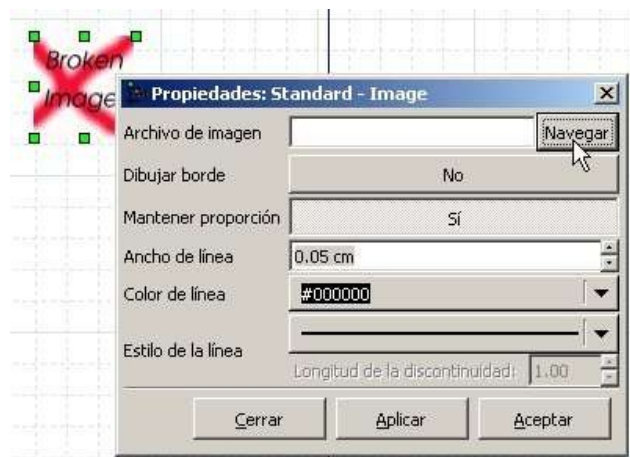 Broken
Image
Propiedades: Standard - Image
Archivo de imagen
Navegar
Dibujar borde No
Mantener proporción Sí
Ancho de línea 0.05 cm
Color de línea #000000
Estilo de la línea
Longitud de la discontinuidad: 1.00
Cerrar Aplicar Aceptar